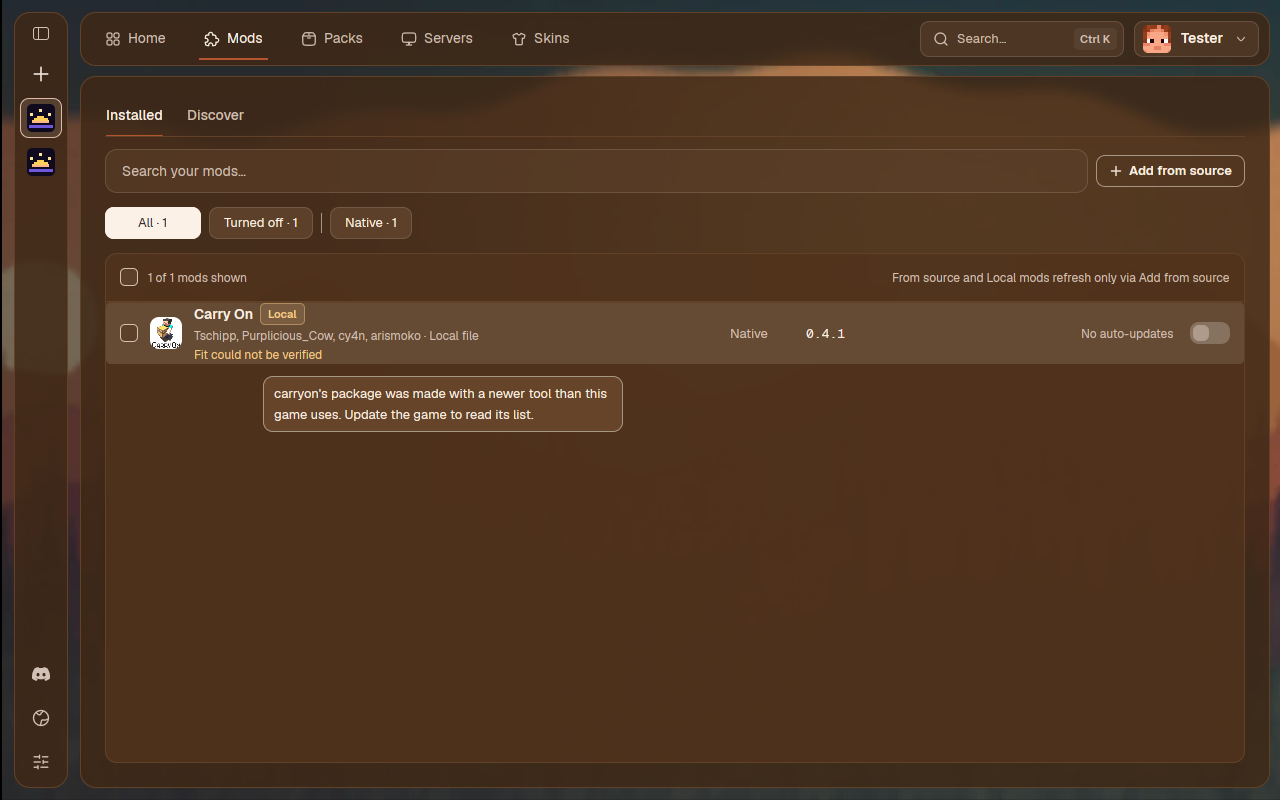 Home
Mods
Packs
Servers
Skins
Search...
Ctrl K
Tester
Installed
Discover
Search your mods...
Add from source
All · 1
Turned off · 1
Native · 1
1 of 1 mods shown
From source and Local mods refresh only via Add from source
Carry On
Local
Tschipp, Purplicious_Cow, cy4n, arismoko · Local file
Fit could not be verified
Native
0.4.1
No auto-updates
carryon's package was made with a newer tool than this
game uses. Update the game to read its list.